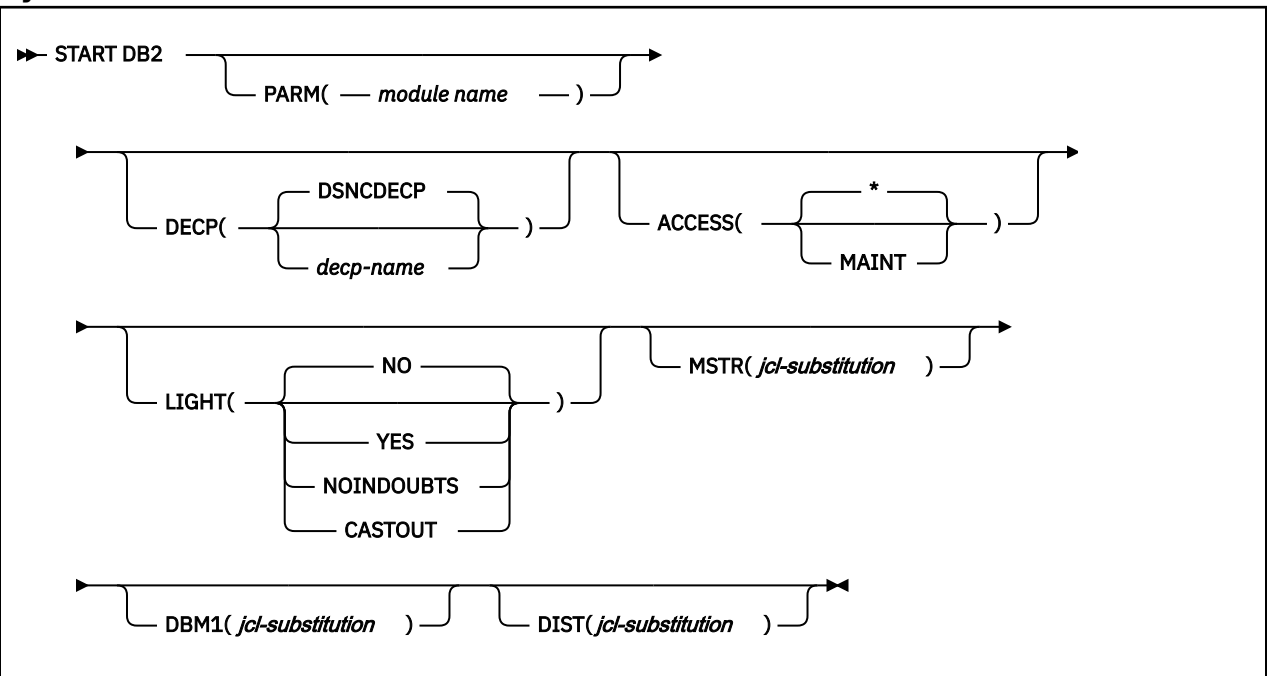 START DB2
PARM( module name )
DSNCDECP
DECP( )
decp-name
*
ACCESS( )
MAINT
NO
LIGHT( )
YES
NOINDOUBTS
CASTOUT
MSTR( jcl-substitution )
DBM1( jcl-substitution )
DIST( jcl-substitution )